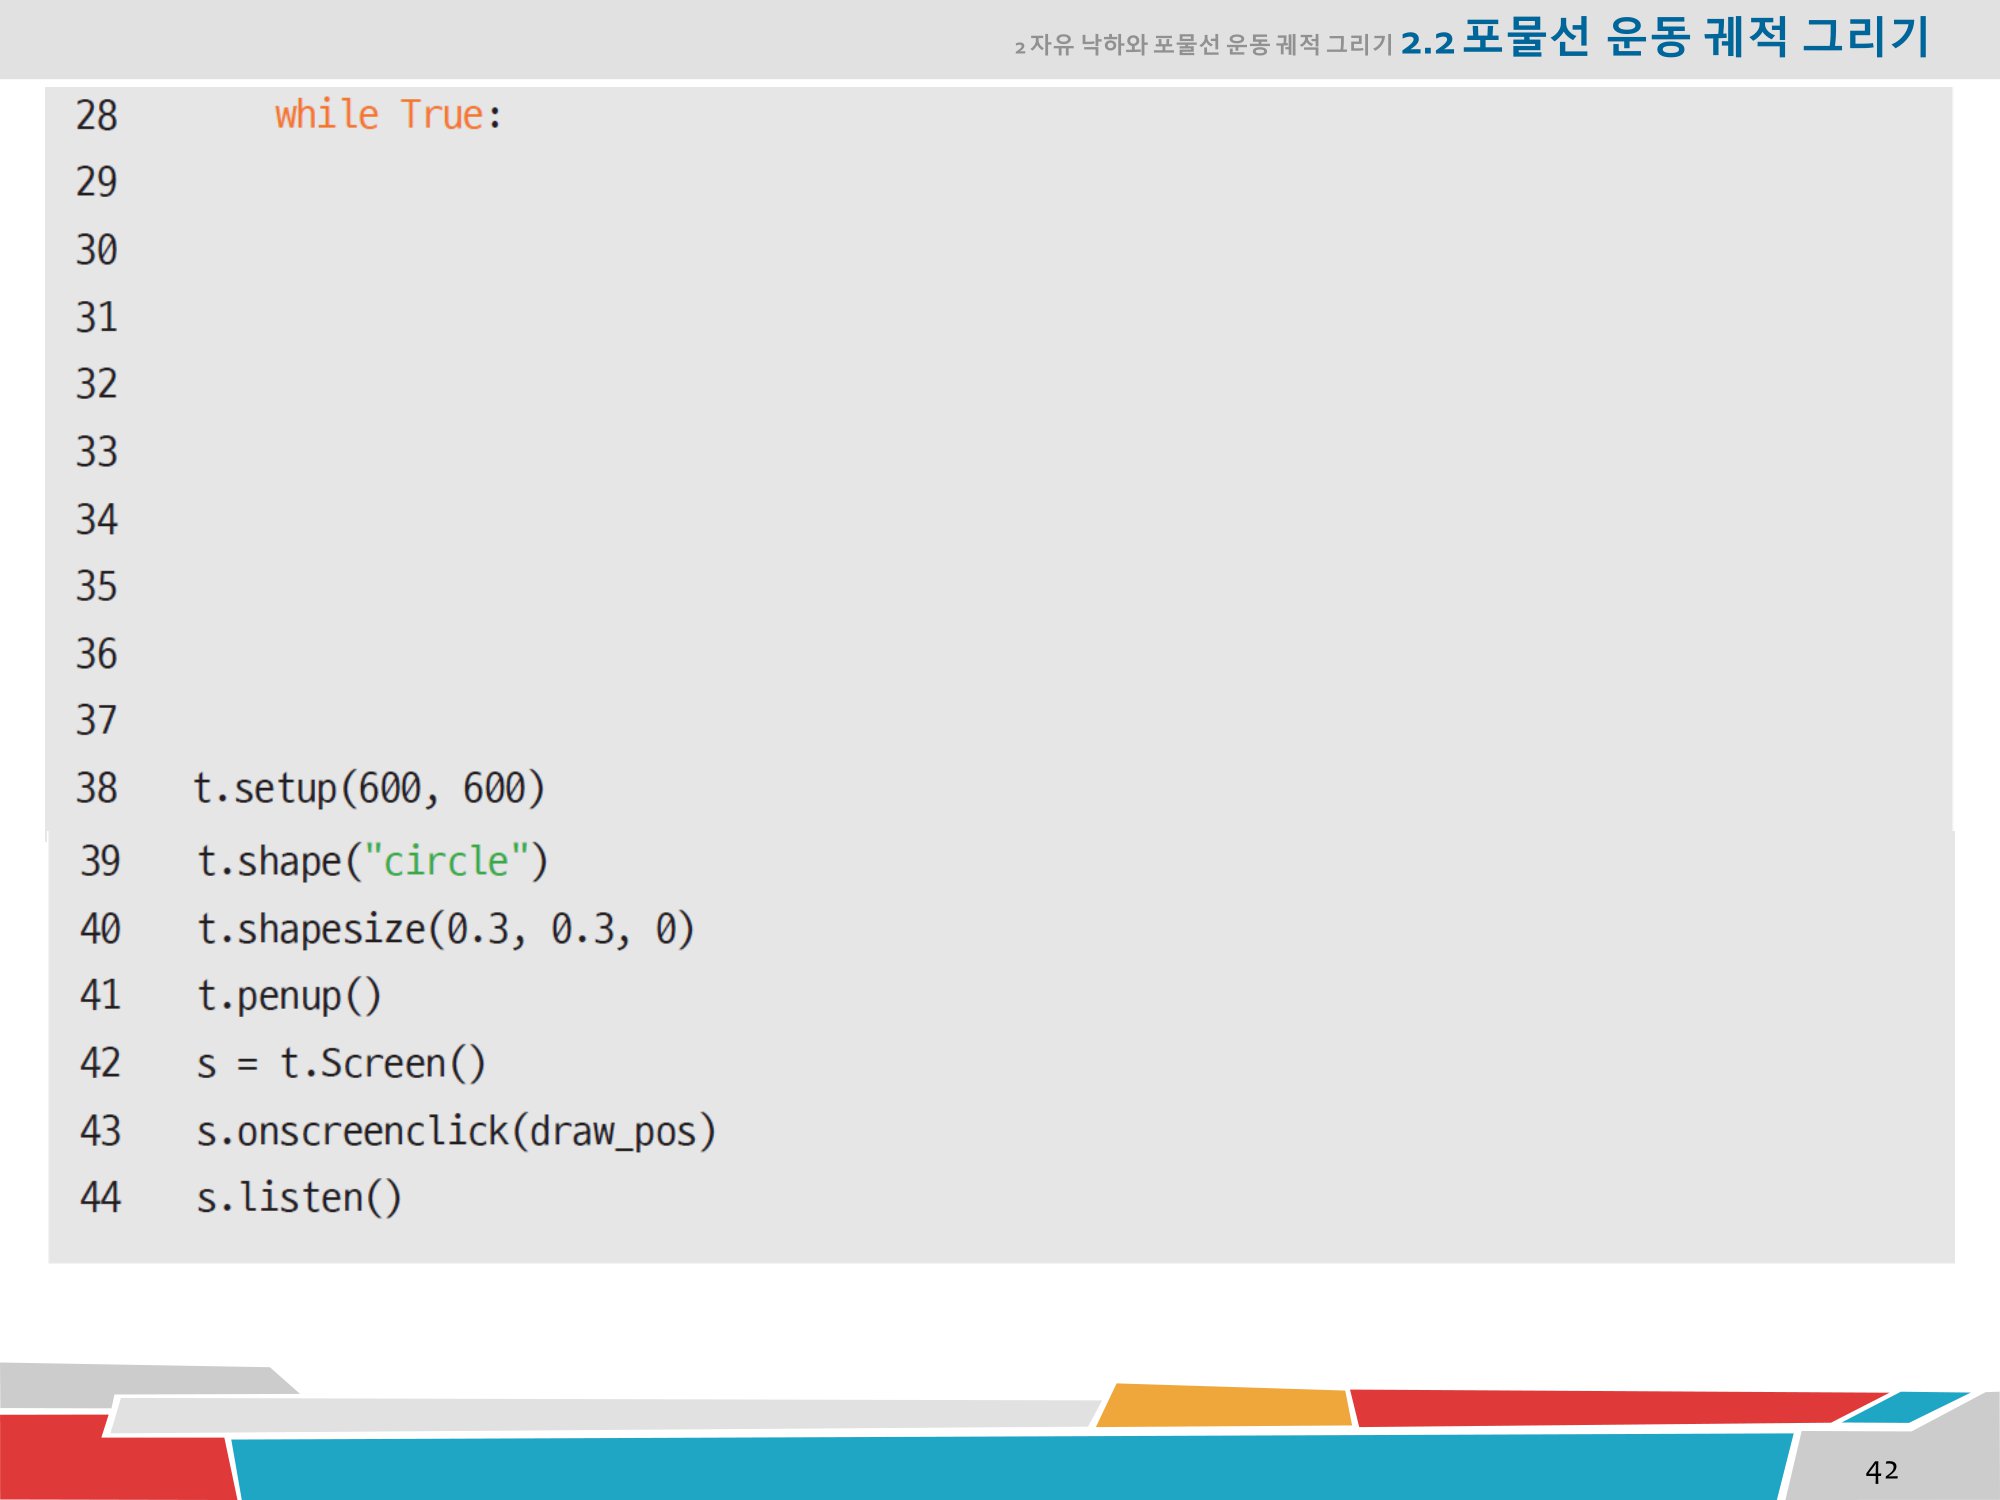 2 자유 낙하와 포물선 운동 궤적 그리기 2.2 포물선 운동 궤적 그리기
28 while True:
29
30
31
32
33
34
35
36
37
38 t.setup(600, 600)
39 t.shape("circle")
40 t.shapesize(0.3, 0.3, 0)
41 t.penup()
42 s = t.Screen()
43 s.onscreenclick(draw_pos)
44 s.listen()
42